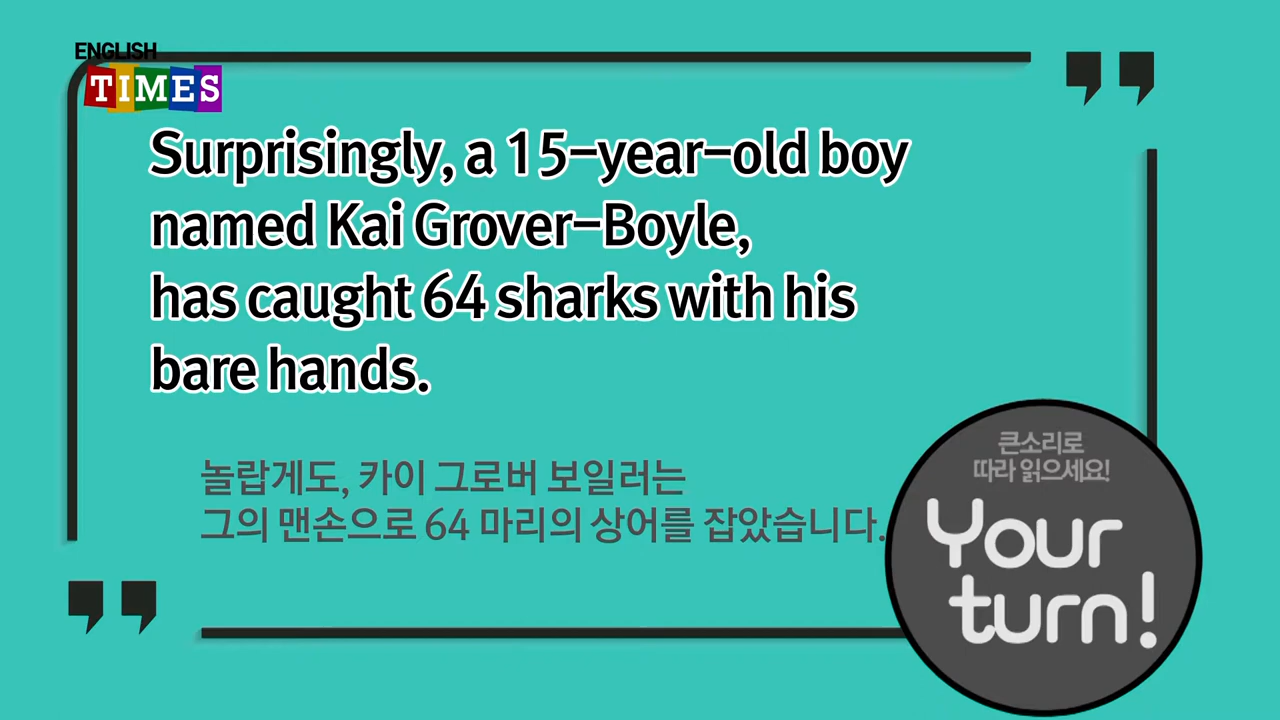 ENGLISH
TIMES
Surprisingly, a 15-year-old boy
named Kai Grover-Boyle,
has caught 64 sharks with his
bare hands.
놀랍게도, 카이 그로버 보일러는
그의 맨손으로 64 마리의 상어를 잡았습니다.
큰소리로
따라 읽으세요!
Your
turn!